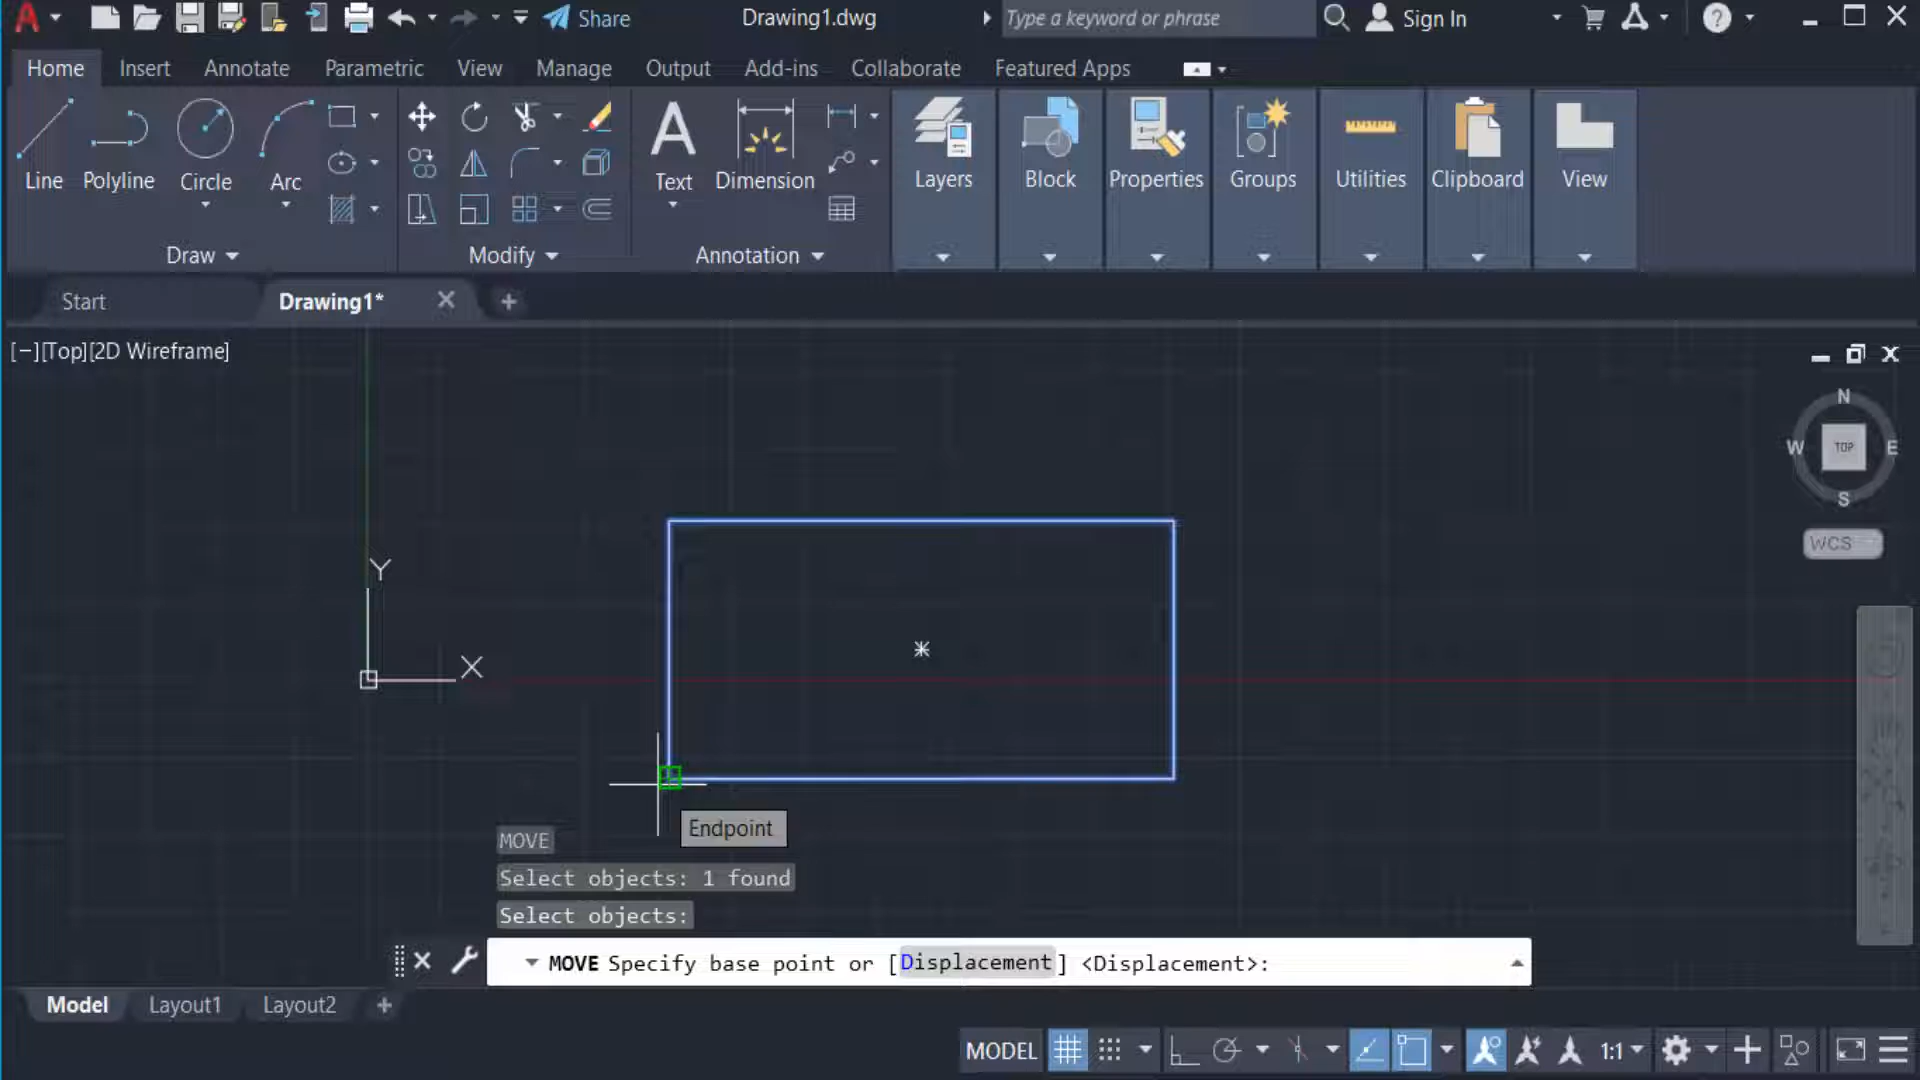 Share
Drawing1.dwg
Type a keyword or phrase
Sign In
Home Insert Annotate Parametric View Manage Output Add-ins Collaborate Featured Apps
Line Polyline Circle Arc
Text Dimension
Layers Block Properties Groups Utilities Clipboard View
Draw Modify Annotation
Start Drawing1*
[−][Top][2D Wireframe]
N
W TOP E
S
WCS
Y
X
Endpoint
MOVE
Select objects: 1 found
Select objects:
MOVE Specify base point or [Displacement] <Displacement>:
Model Layout1 Layout2
MODEL 1:1